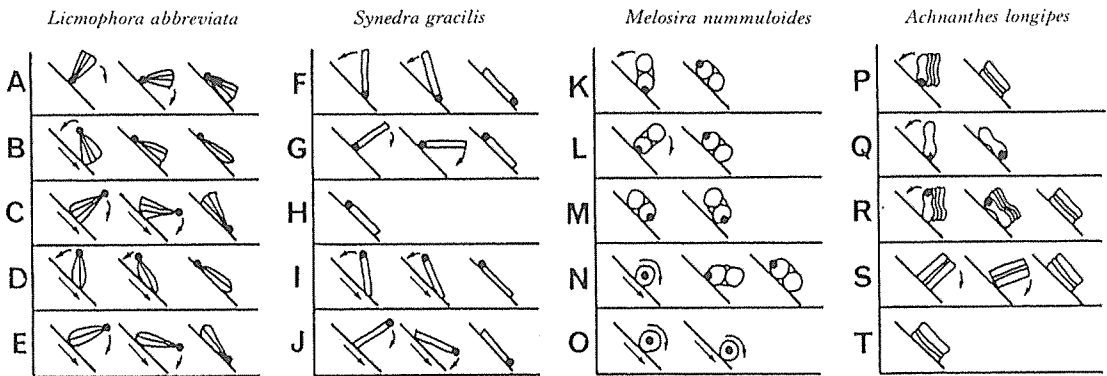 Licmophora abbreviata Synedra gracilis Melosira nummuloides Achnanthes longipes
A F K P
B G L Q
C H M R
D I N S
E J O T